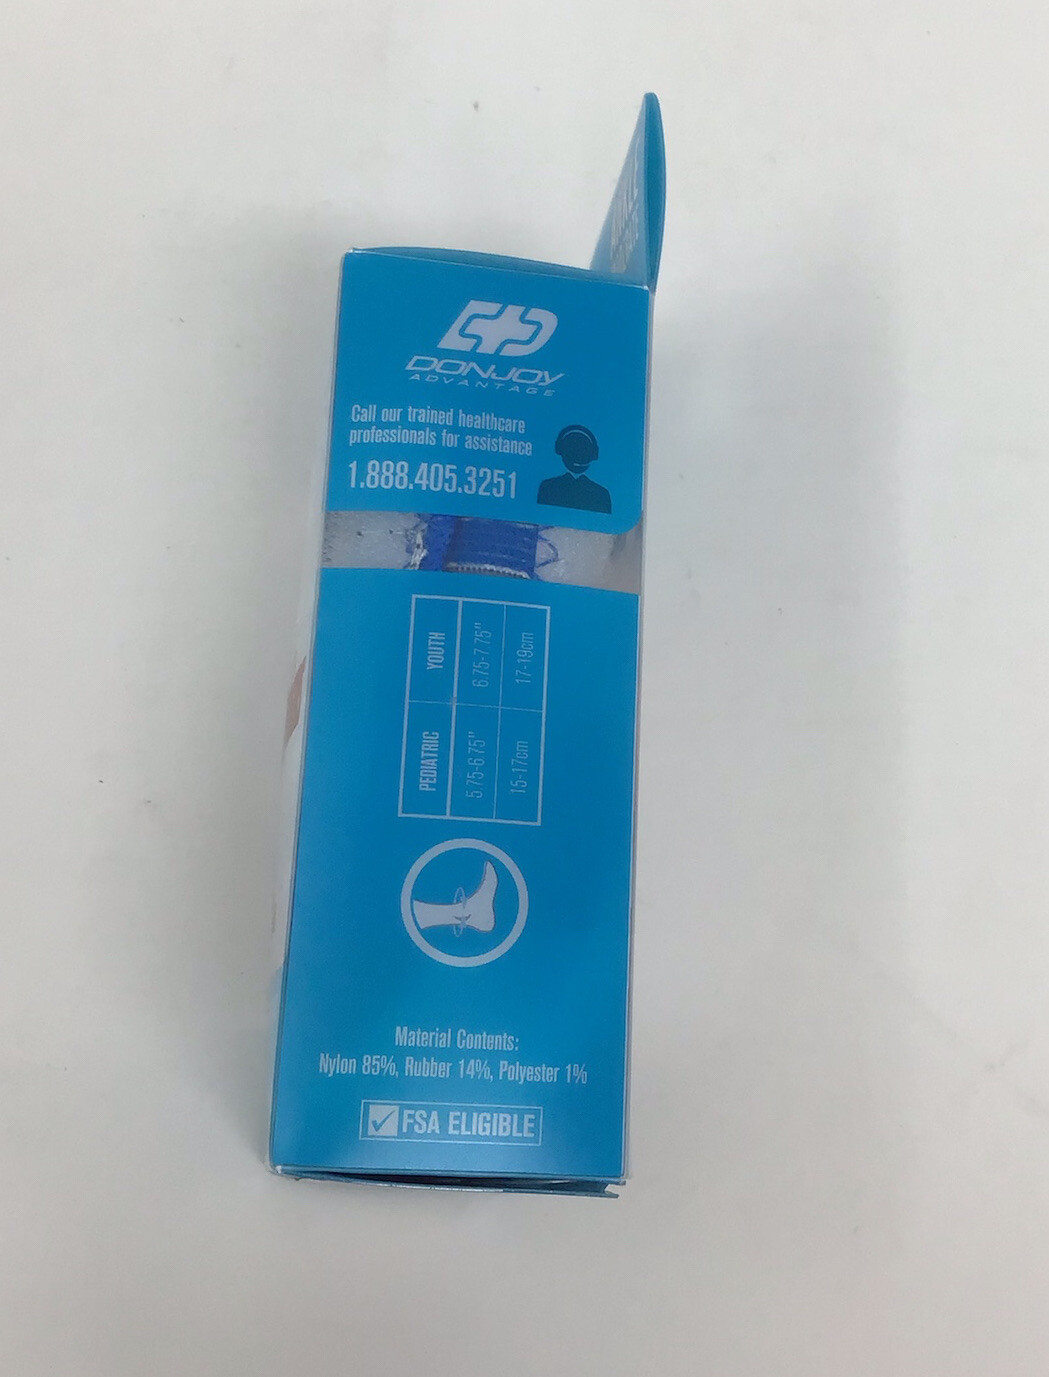 DONJOY
ADVANTAGE
Call our trained healthcare
professionals for assistance
1.888.405.3251
PEDIATRIC YOUTH
5.75-6.75" 6.75-7.75"
15-17cm 17-19cm
Material Contents:
Nylon 85%, Rubber 14%, Polyester 1%
FSA ELIGIBLE